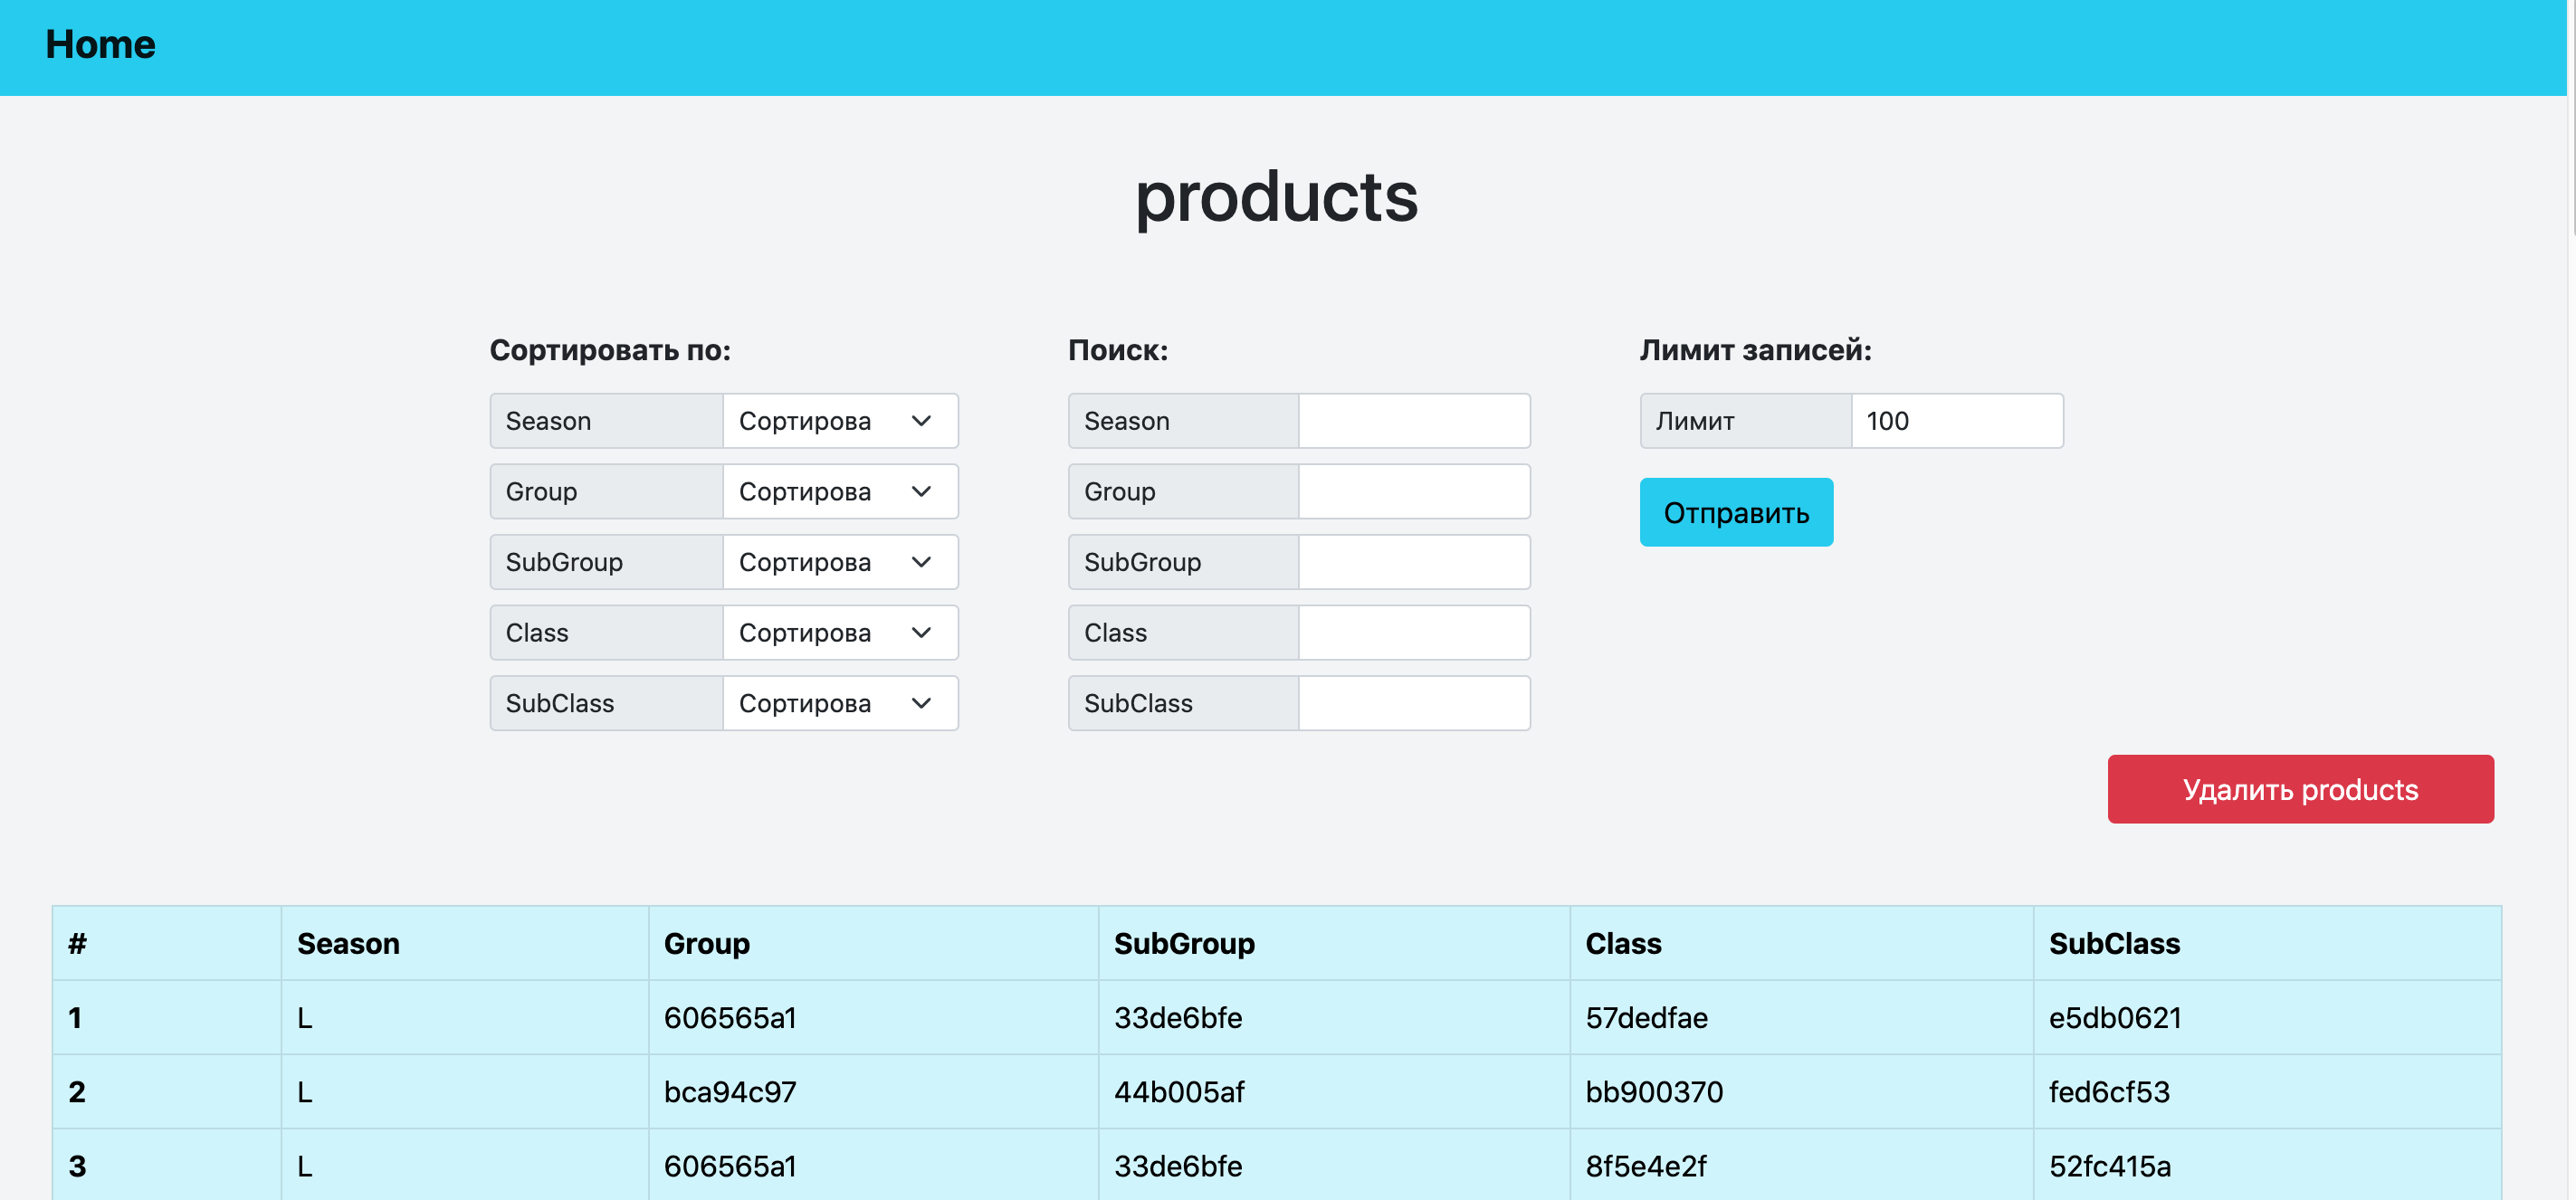 Home
products
Сортировать по:
Season Сортирова
Group Сортирова
SubGroup Сортирова
Class Сортирова
SubClass Сортирова
Поиск:
Season
Group
SubGroup
Class
SubClass
Лимит записей:
Лимит 100
Отправить
Удалить products
# Season Group SubGroup Class SubClass
1 L 606565a1 33de6bfe 57dedfae e5db0621
2 L bca94c97 44b005af bb900370 fed6cf53
3 L 606565a1 33de6bfe 8f5e4e2f 52fc415a